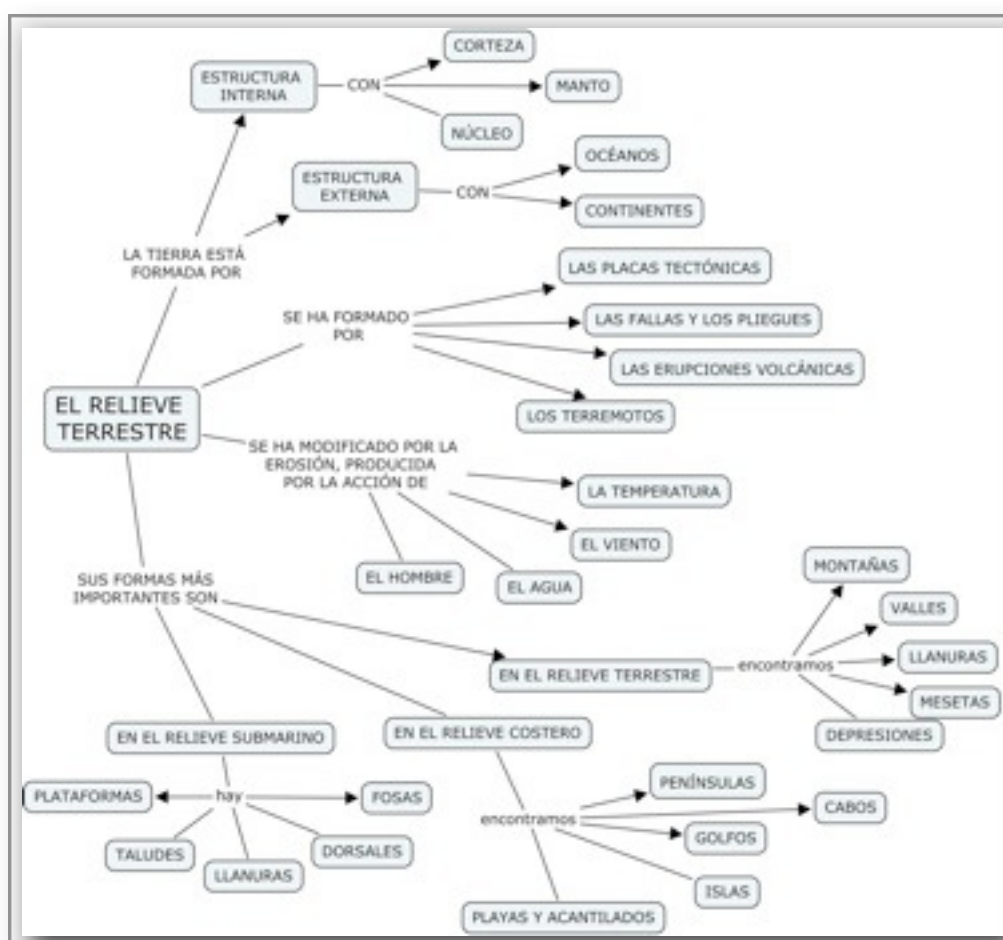 CORTEZA
ESTRUCTURA
INTERNA
CON
MANTO
NÚCLEO
OCÉANOS
ESTRUCTURA
EXTERNA
CON
CONTINENTES
LA TIERRA ESTÁ
FORMADA POR
LAS PLACAS TECTÓNICAS
SE HA FORMADO
POR
LAS FALLAS Y LOS PLIEGUES
LAS ERUPCIONES VOLCÁNICAS
LOS TERREMOTOS
EL RELIEVE
TERRESTRE
SE HA MODIFICADO POR LA
EROSIÓN, PRODUCIDA
POR LA ACCIÓN DE
LA TEMPERATURA
EL VIENTO
EL HOMBRE
EL AGUA
SUS FORMAS MÁS
IMPORTANTES SON
MONTAÑAS
VALLES
EN EL RELIEVE TERRESTRE
encontramos
LLANURAS
MESETAS
DEPRESIONES
EN EL RELIEVE SUBMARINO
EN EL RELIEVE COSTERO
PLATAFORMAS
hay
FOSAS
TALUDES
LLANURAS
DORSALES
PENÍNSULAS
encontramos
CABOS
GOLFOS
ISLAS
PLAYAS Y ACANTILADOS